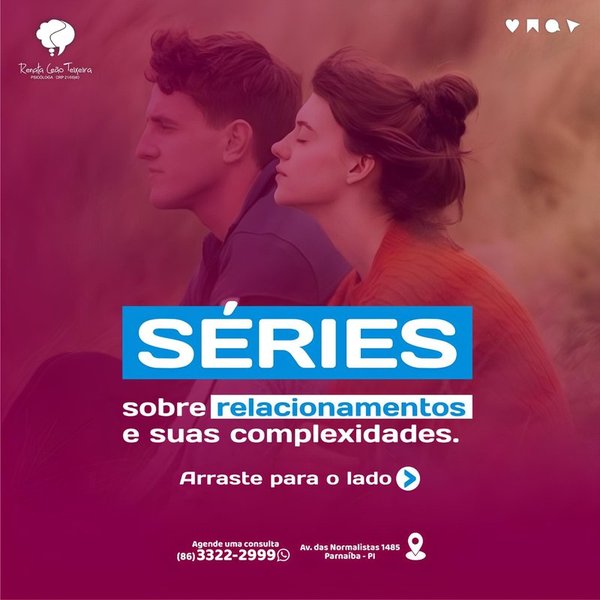 Renata Leão Teixeira
PSICÓLOGA
SÉRIES
sobre relacionamentos
e suas complexidades.
Arraste para o lado
Agende uma consulta
(86) 3322-2999
Av. das Normalistas 1485
Parnaíba - PI